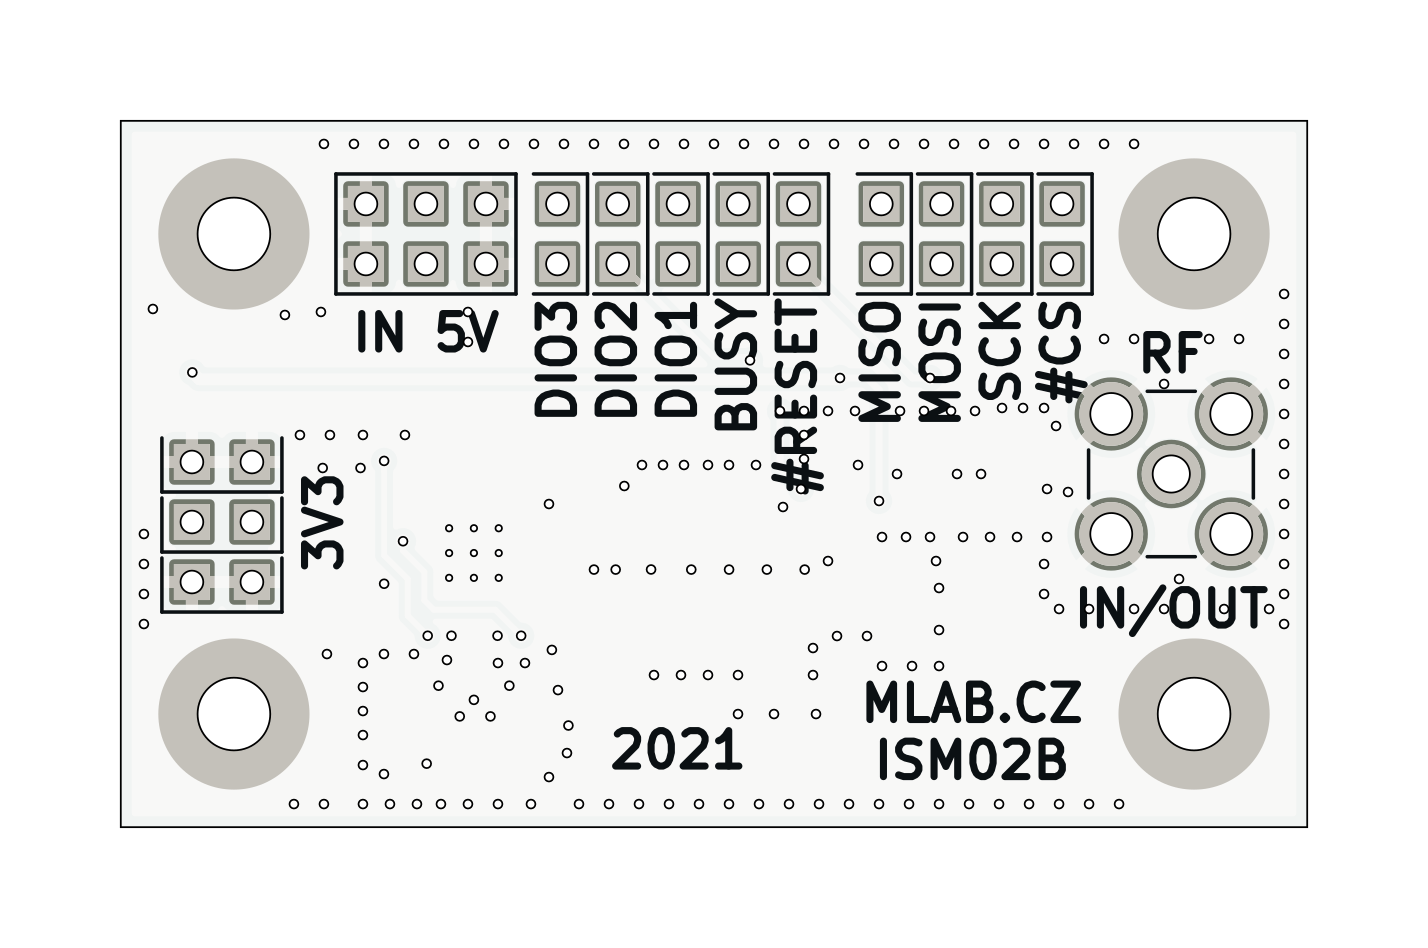 IN 5V
DIO3
DIO2
DIO1
BUSY
#RESET
MISO
MOSI
SCK
#CS
RF
3V3
IN/OUT
MLAB.CZ
ISM02B
2021